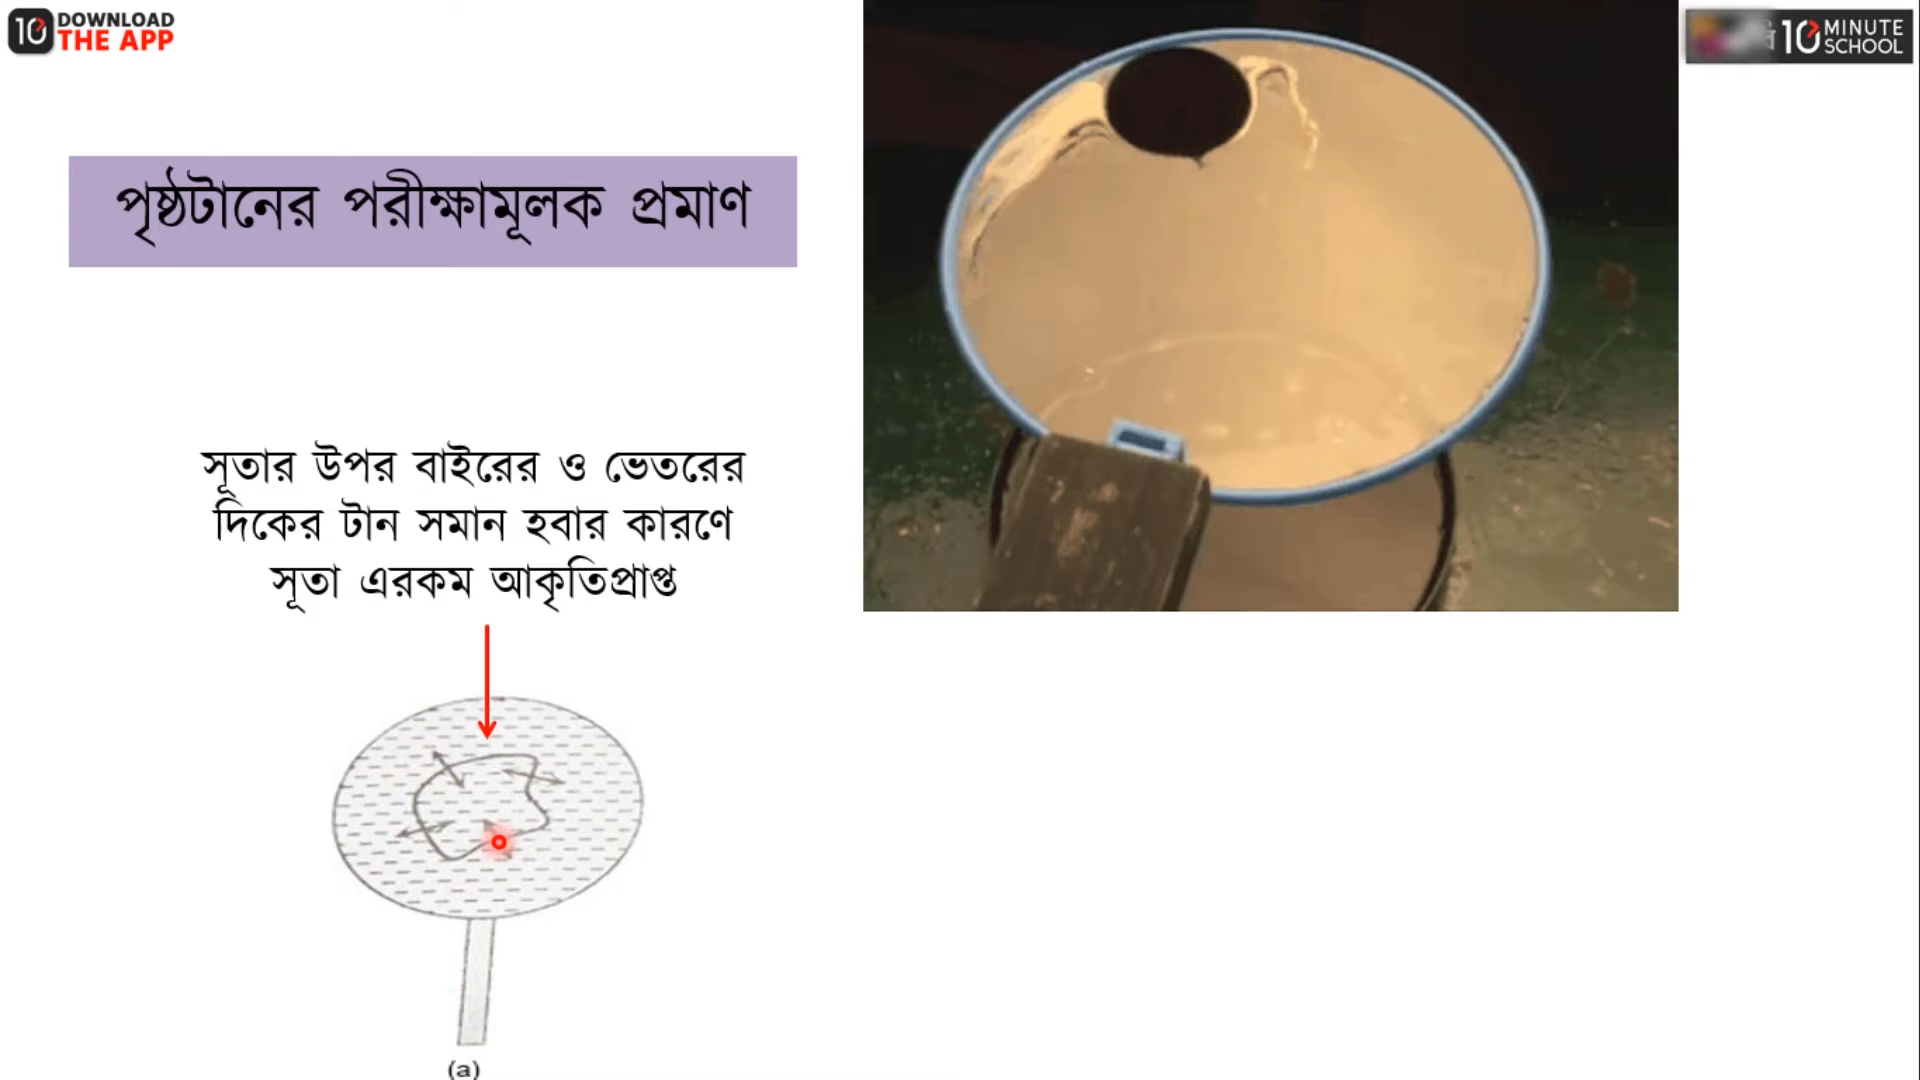 10 DOWNLOAD
THE APP
10 MINUTE
SCHOOL
পৃষ্ঠটানের পরীক্ষামূলক প্রমাণ
সূতার উপর বাইরের ও ভেতরের
দিকের টান সমান হবার কারণে
সূতা এরকম আকৃতিপ্রাপ্ত
(a)